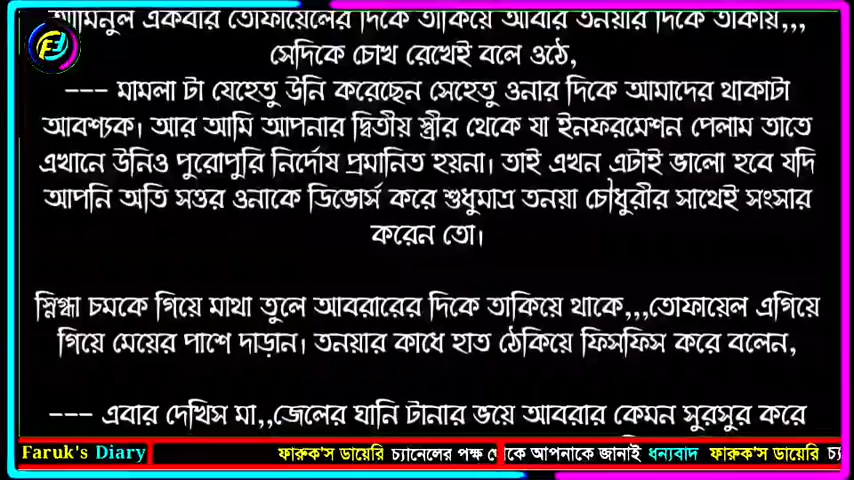 আমিনুল একবার তোফায়েলের দিকে তাকিয়ে আবার তনয়ার দিকে তাকায়,,,
সেদিকে চোখ রেখেই বলে ওঠে,
--- মামলা টা যেহেতু উনি করেছেন সেহেতু ওনার দিকে আমাদের থাকাটা
আবশ্যক। আর আমি আপনার দ্বিতীয় স্ত্রীর থেকে যা ইনফরমেশন পেলাম তাতে
এখানে উনিও পুরোপুরি নির্দোষ প্রমানিত হয়না। তাই এখন এটাই ভালো হবে যদি
আপনি অতি সত্তর ওনাকে ডিভোর্স করে শুধুমাত্র তনয়া চৌধুরীর সাথেই সংসার
করেন তো।
স্নিগ্ধা চমকে গিয়ে মাথা তুলে আবরারের দিকে তাকিয়ে থাকে,,,তোফায়েল এগিয়ে
গিয়ে মেয়ের পাশে দাড়ান। তনয়ার কাধে হাত ঠেকিয়ে ফিসফিস করে বলেন,
--- এবার দেখিস মা,,জেলের ঘানি টানার ভয়ে আবরার কেমন সুরসুর করে
Faruk's Diary ফারুক'স ডায়েরি চ্যানেলের পক্ষ থেকে আপনাকে জানাই ধন্যবাদ ফারুক'স ডায়েরি